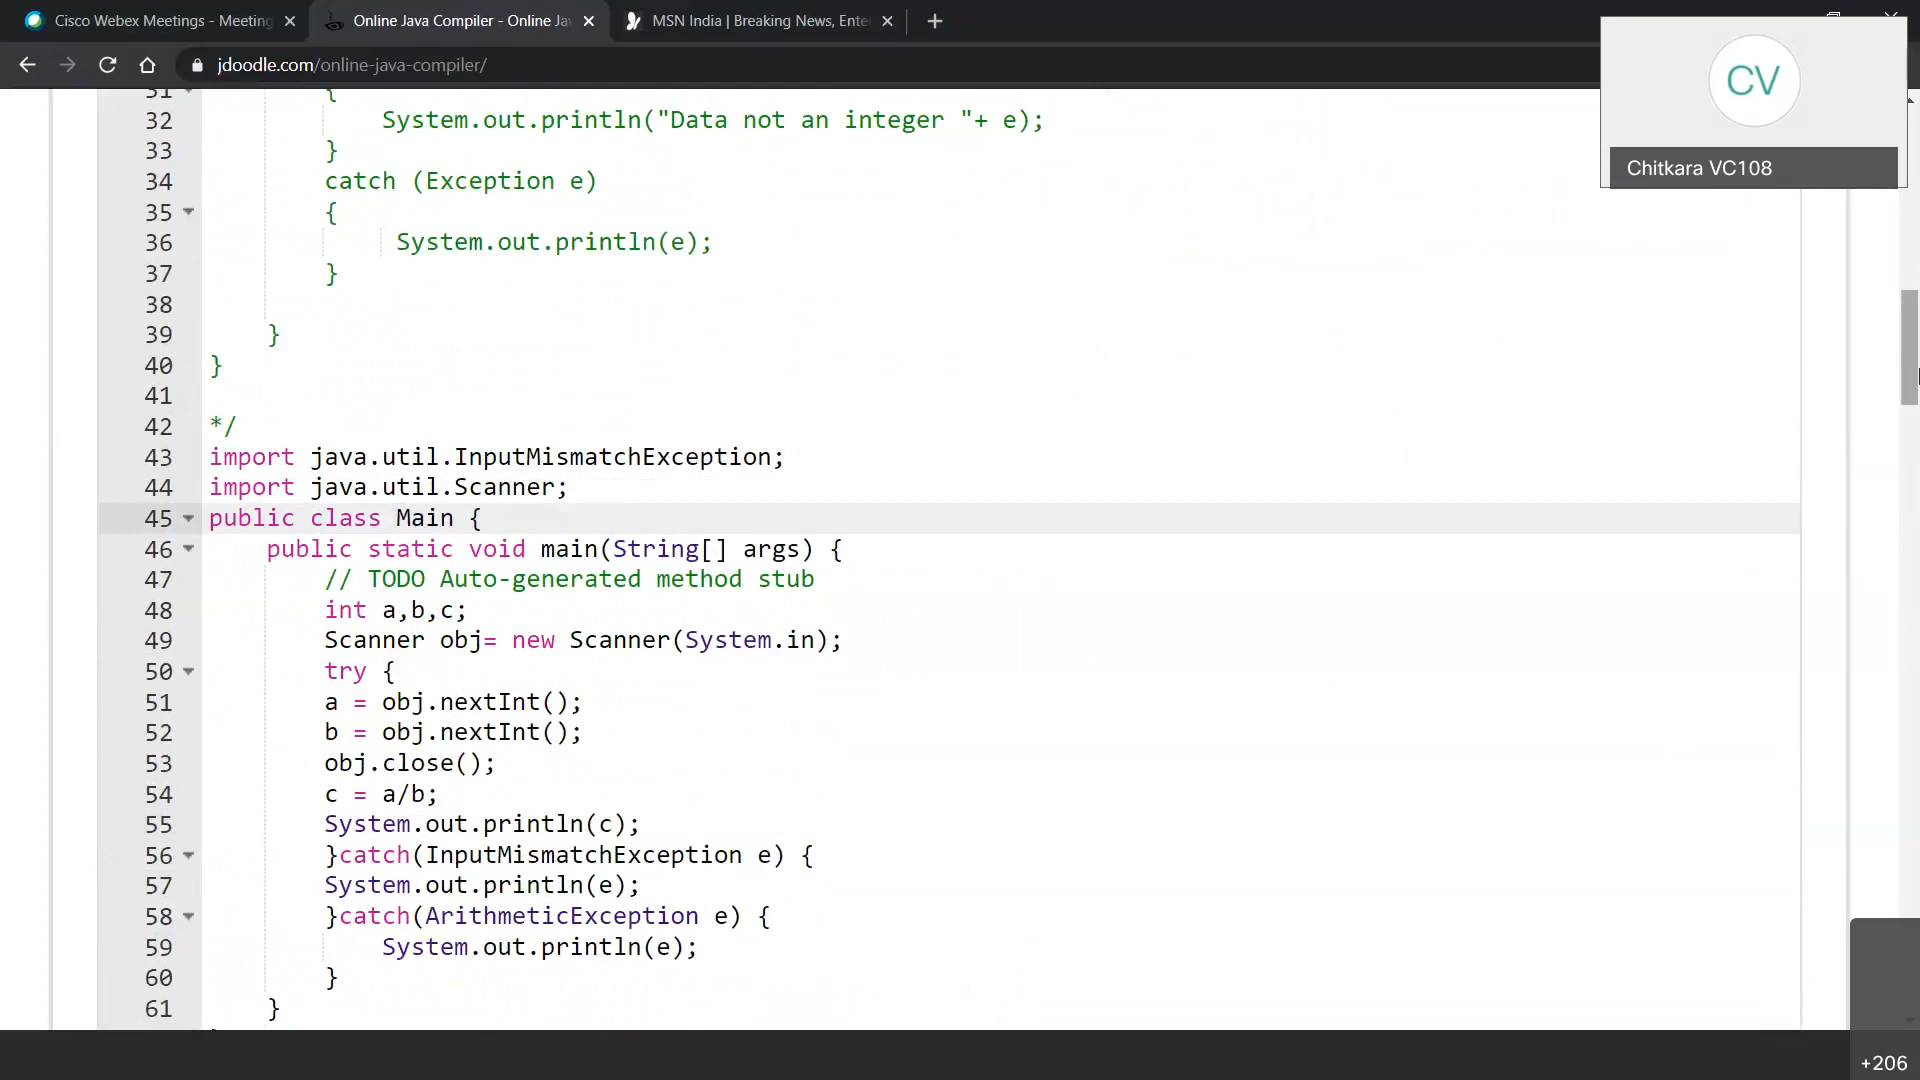 Cisco Webex Meetings - Meeting
Online Java Compiler - Online Jav
MSN India | Breaking News, Ente
jdoodle.com/online-java-compiler/
CV
Chitkara VC108
31 {
32 System.out.println("Data not an integer "+ e);
33 }
34 catch (Exception e)
35 {
36 System.out.println(e);
37 }
38
39 }
40 }
41
42 */
43 import java.util.InputMismatchException;
44 import java.util.Scanner;
45 public class Main {
46 public static void main(String[] args) {
47 // TODO Auto-generated method stub
48 int a,b,c;
49 Scanner obj= new Scanner(System.in);
50 try {
51 a = obj.nextInt();
52 b = obj.nextInt();
53 obj.close();
54 c = a/b;
55 System.out.println(c);
56 }catch(InputMismatchException e) {
57 System.out.println(e);
58 }catch(ArithmeticException e) {
59 System.out.println(e);
60 }
61 }
+206